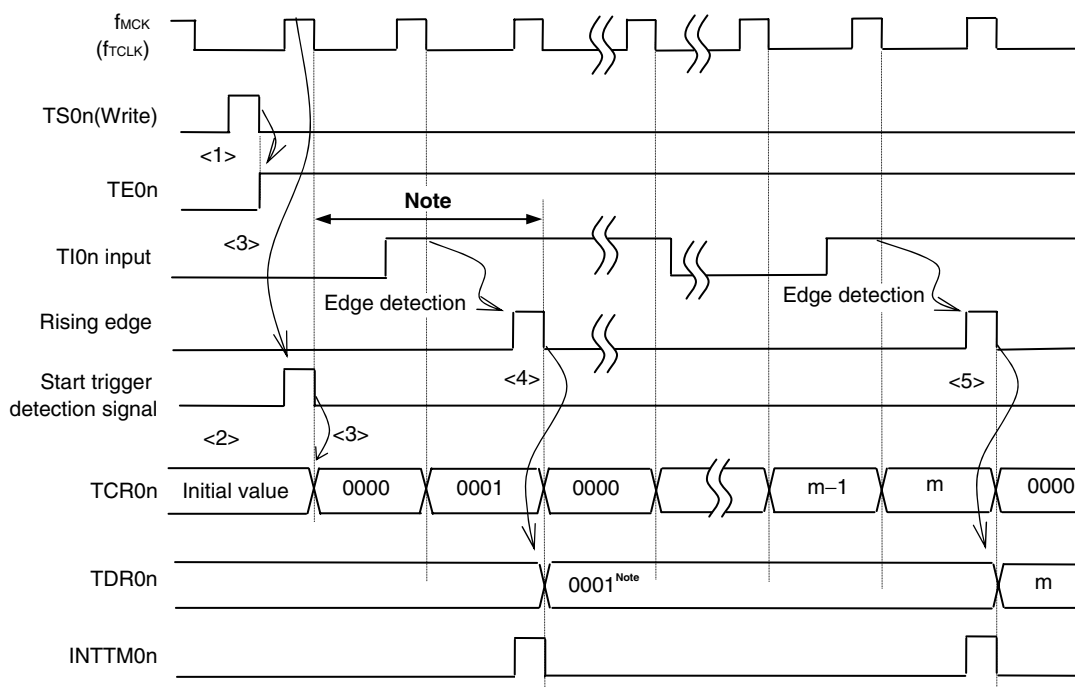 fMCK
(fTCLK)
TS0n(Write)
<1>
TE0n
Note
<3>
TI0n input
Edge detection
Edge detection
Rising edge
<4>
<5>
Start trigger
detection signal
<2>
<3>
TCR0n
Initial value
0000
0001
0000
m−1
m
0000
TDR0n
0001Note
m
INTTM0n